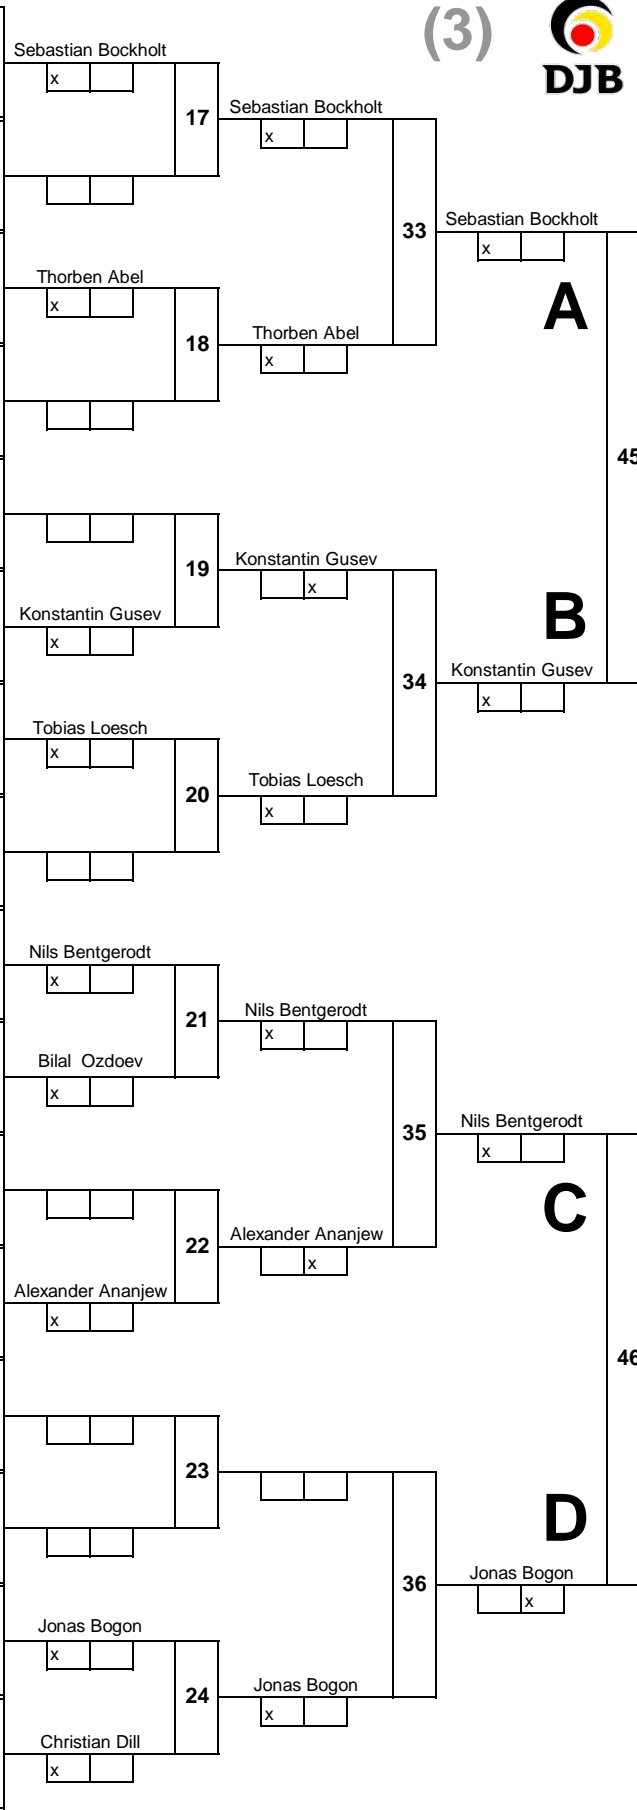 (3)
DJB
Sebastian Bockholt
x
17
Sebastian Bockholt
x
33
Sebastian Bockholt
x
A
Thorben Abel
x
18
Thorben Abel
x
45
19
Konstantin Gusev
x
Konstantin Gusev
x
B
34
Konstantin Gusev
x
Tobias Loesch
x
20
Tobias Loesch
x
Nils Bentgerodt
x
21
Nils Bentgerodt
x
Bilal  Ozdoev
x
35
Nils Bentgerodt
x
C
22
Alexander Ananjew
x
Alexander Ananjew
x
46
23
D
36
Jonas Bogon
x
Jonas Bogon
x
24
Jonas Bogon
x
Christian Dill
x